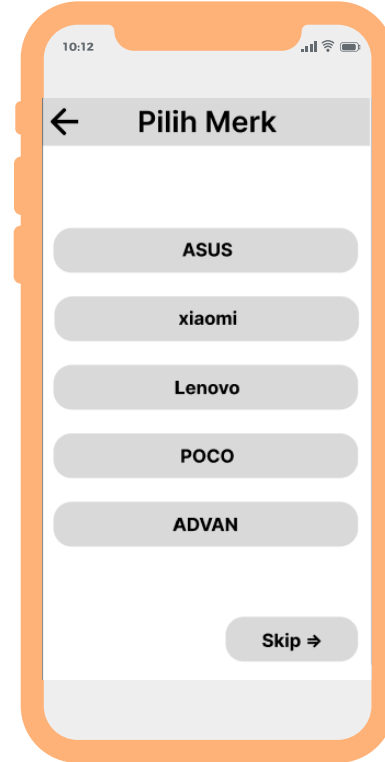 10:12
Pilih Merk
ASUS
xiaomi
Lenovo
POCO
ADVAN
Skip ⇒